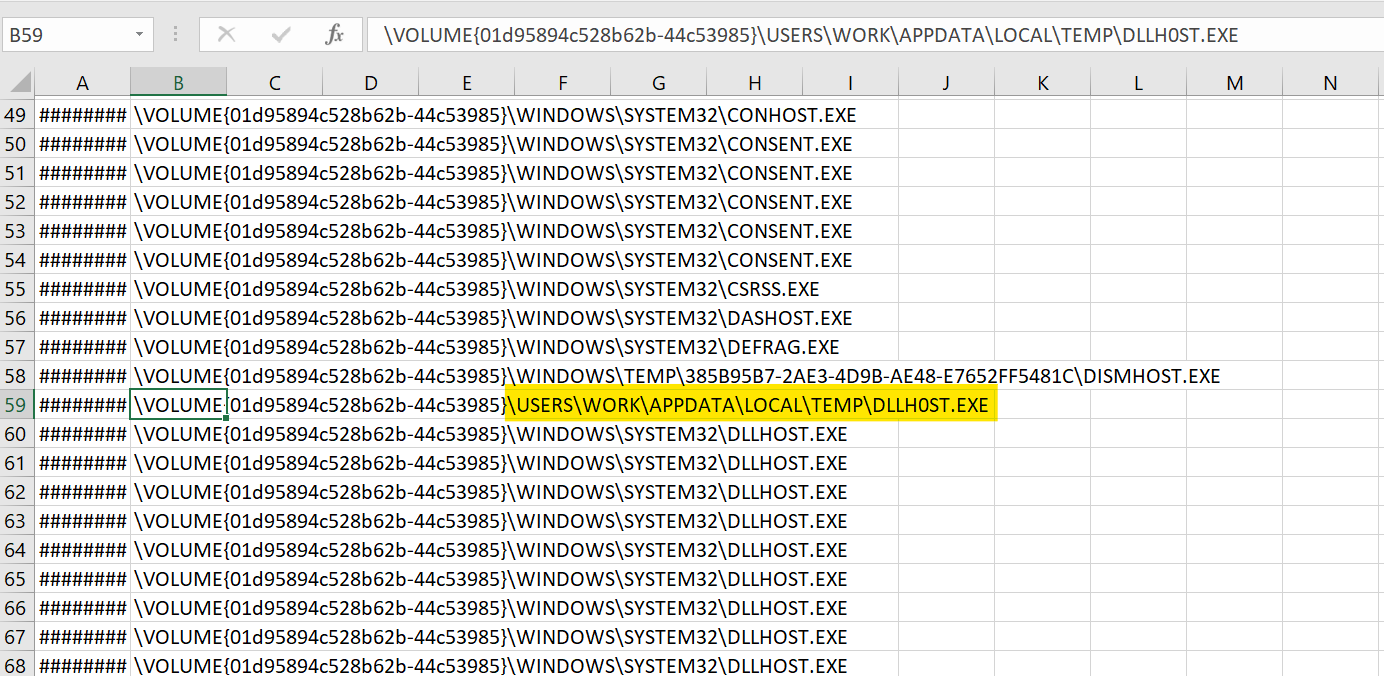 B59 fx \VOLUME{01d95894c528b62b-44c53985}\USERS\WORK\APPDATA\LOCAL\TEMP\DLLH0ST.EXE
A B C D E F G H I J K L M N
49 ######## \VOLUME{01d95894c528b62b-44c53985}\WINDOWS\SYSTEM32\CONHOST.EXE
50 ######## \VOLUME{01d95894c528b62b-44c53985}\WINDOWS\SYSTEM32\CONSENT.EXE
51 ######## \VOLUME{01d95894c528b62b-44c53985}\WINDOWS\SYSTEM32\CONSENT.EXE
52 ######## \VOLUME{01d95894c528b62b-44c53985}\WINDOWS\SYSTEM32\CONSENT.EXE
53 ######## \VOLUME{01d95894c528b62b-44c53985}\WINDOWS\SYSTEM32\CONSENT.EXE
54 ######## \VOLUME{01d95894c528b62b-44c53985}\WINDOWS\SYSTEM32\CONSENT.EXE
55 ######## \VOLUME{01d95894c528b62b-44c53985}\WINDOWS\SYSTEM32\CSRSS.EXE
56 ######## \VOLUME{01d95894c528b62b-44c53985}\WINDOWS\SYSTEM32\DASHOST.EXE
57 ######## \VOLUME{01d95894c528b62b-44c53985}\WINDOWS\SYSTEM32\DEFRAG.EXE
58 ######## \VOLUME{01d95894c528b62b-44c53985}\WINDOWS\TEMP\385B95B7-2AE3-4D9B-AE48-E7652FF5481C\DISMHOST.EXE
59 ######## \VOLUME{01d95894c528b62b-44c53985}\USERS\WORK\APPDATA\LOCAL\TEMP\DLLH0ST.EXE
60 ######## \VOLUME{01d95894c528b62b-44c53985}\WINDOWS\SYSTEM32\DLLHOST.EXE
61 ######## \VOLUME{01d95894c528b62b-44c53985}\WINDOWS\SYSTEM32\DLLHOST.EXE
62 ######## \VOLUME{01d95894c528b62b-44c53985}\WINDOWS\SYSTEM32\DLLHOST.EXE
63 ######## \VOLUME{01d95894c528b62b-44c53985}\WINDOWS\SYSTEM32\DLLHOST.EXE
64 ######## \VOLUME{01d95894c528b62b-44c53985}\WINDOWS\SYSTEM32\DLLHOST.EXE
65 ######## \VOLUME{01d95894c528b62b-44c53985}\WINDOWS\SYSTEM32\DLLHOST.EXE
66 ######## \VOLUME{01d95894c528b62b-44c53985}\WINDOWS\SYSTEM32\DLLHOST.EXE
67 ######## \VOLUME{01d95894c528b62b-44c53985}\WINDOWS\SYSTEM32\DLLHOST.EXE
68 ######## \VOLUME{01d95894c528b62b-44c53985}\WINDOWS\SYSTEM32\DLLHOST.EXE